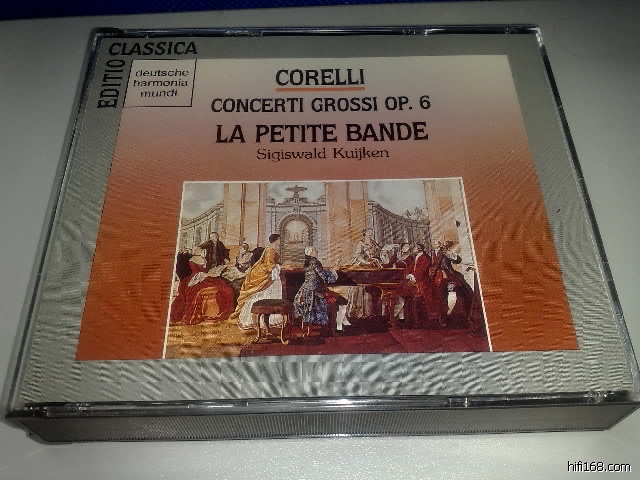 EDITIO CLASSICA
deutsche
harmonia
mundi
CORELLI
CONCERTI GROSSI OP. 6
LA PETITE BANDE
Sigiswald Kuijken
hifi168.com